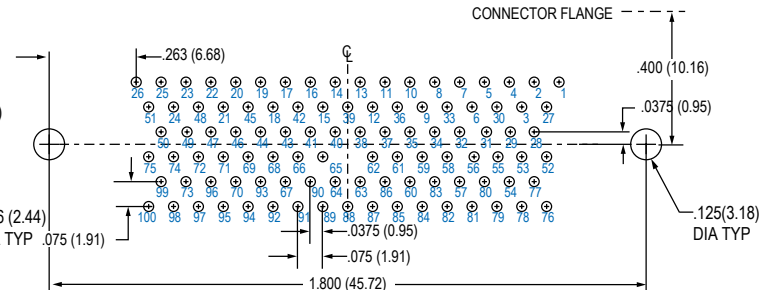 CONNECTOR FLANGE
.263 (6.68)
℄
.400 (10.16)
26 25 23 22 20 19 17 16 14 13 11 10 8 7 5 4 2 1
.0375 (0.95)
51 24 48 21 45 18 42 15 39 12 36 9 33 6 30 3 27
50 49 47 46 44 43 41 40 38 37 35 34 32 31 29 28
75 74 72 71 69 68 66 65 62 61 59 58 56 55 53 52
99 73 96 70 93 67 90 64 63 86 60 83 57 80 54 77
6 (2.44)
TYP
.075 (1.91)
100 98 97 95 94 92 91 89 88 87 85 84 82 81 79 78 76
.125(3.18)
DIA TYP
.0375 (0.95)
.075 (1.91)
1.800 (45.72)